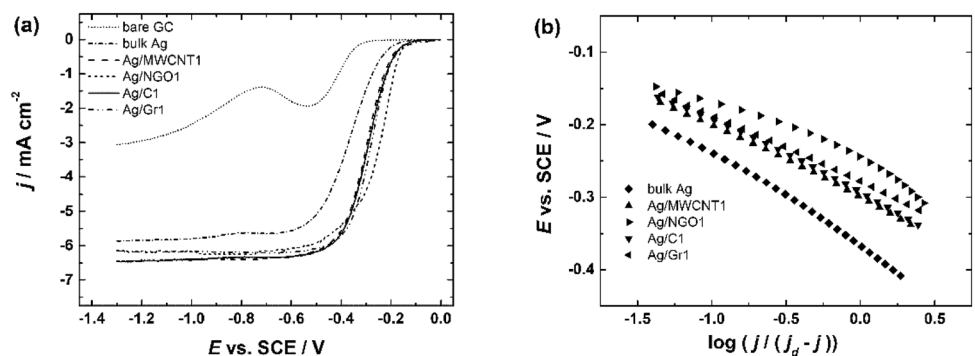 (a)
bare GC
bulk Ag
Ag/MWCNT1
Ag/NGO1
Ag/C1
Ag/Gr1
0
-1
-2
-3
-4
-5
-6
-7
j / mA cm-2
-1.4 -1.2 -1.0 -0.8 -0.6 -0.4 -0.2 0.0
E vs. SCE / V
(b)
-0.1
-0.2
-0.3
-0.4
E vs. SCE / V
bulk Ag
Ag/MWCNT1
Ag/NGO1
Ag/C1
Ag/Gr1
-1.5 -1.0 -0.5 0.0 0.5
log ( j / ( jd - j ))